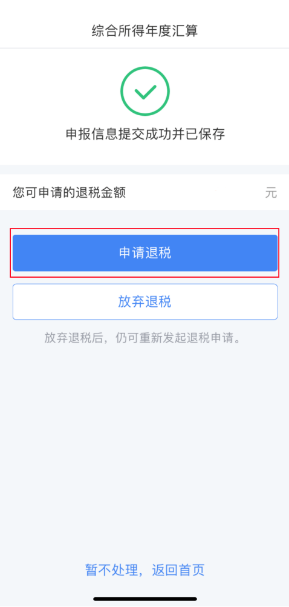 综合所得年度汇算
申报信息提交成功并已保存
您可申请的退税金额 元
申请退税
放弃退税
放弃退税后，仍可重新发起退税申请。
暂不处理，返回首页